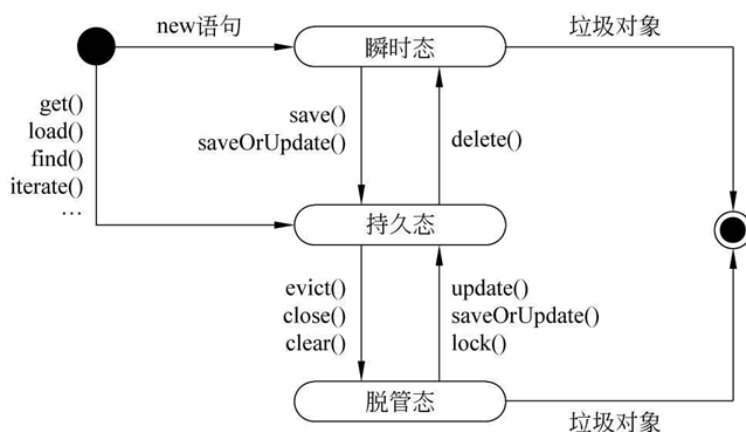 new语句
瞬时态
垃圾对象
get()
load()
find()
iterate()
…
save()
saveOrUpdate()
delete()
持久态
evict()
close()
clear()
update()
saveOrUpdate()
lock()
脱管态
垃圾对象